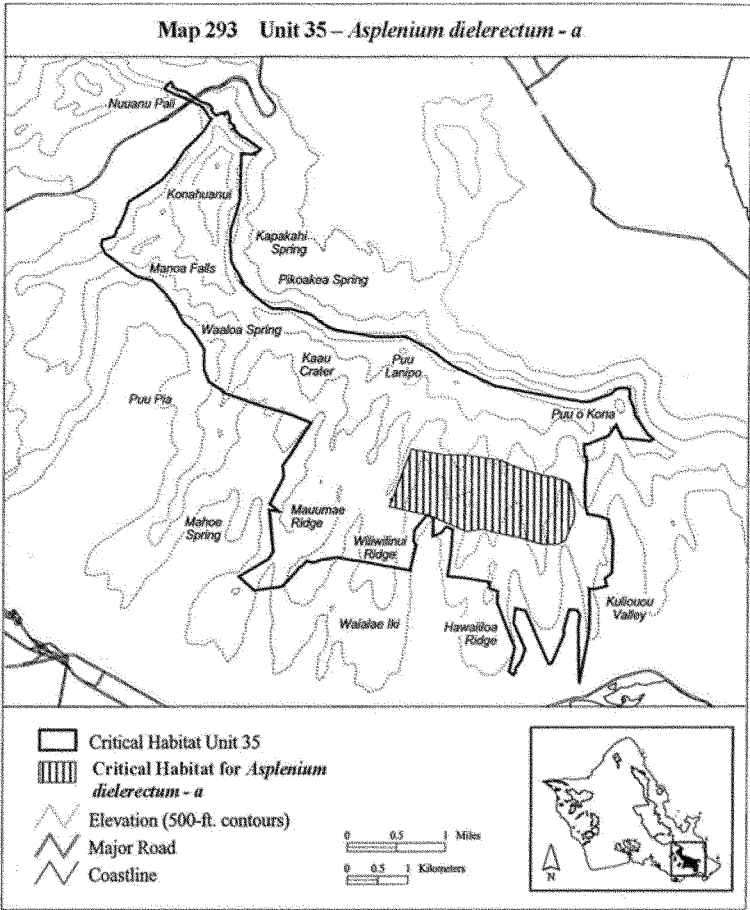 Map 293 Unit 35 – Asplenium dielerectum - a
Nuuanu Pali
Konahuanui
Kapakahi
Spring
Manoa Falls
Pikoakea Spring
Waaloa Spring
Kaau
Crater
Puu
Lanipo
Puu Pia
Puu o Kona
Mahoe
Spring
Mauumae
Ridge
Wiliwilinui
Ridge
Waialae Iki
Hawaiiloa
Ridge
Kuliouou
Valley
Critical Habitat Unit 35
Critical Habitat for Asplenium
dielerectum - a
Elevation (500-ft. contours)
Major Road
Coastline
0 0.5 1 Miles
0 0.5 1 Kilometers
N